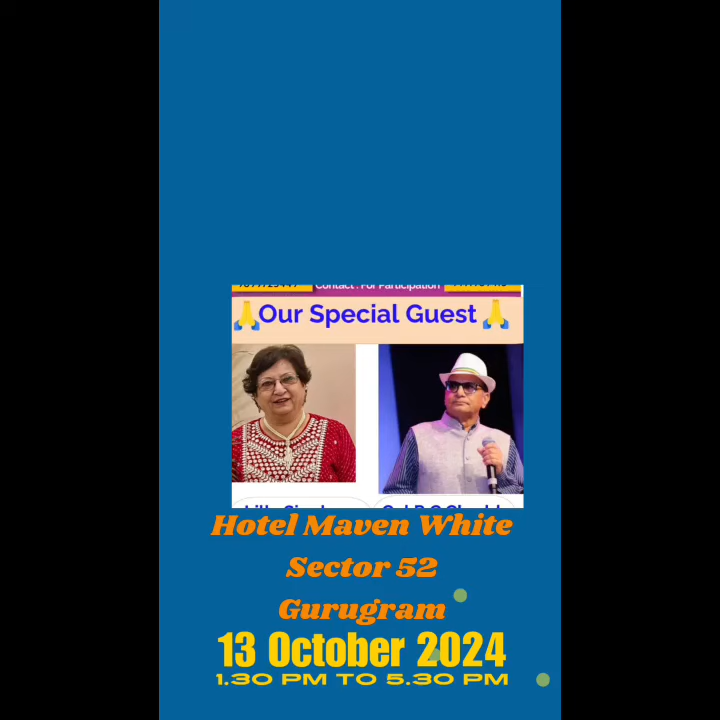 Contact : For Participation
Our Special Guest
Hotel Maven White
Sector 52
Gurugram
13 October 2024
1.30 PM TO 5.30 PM